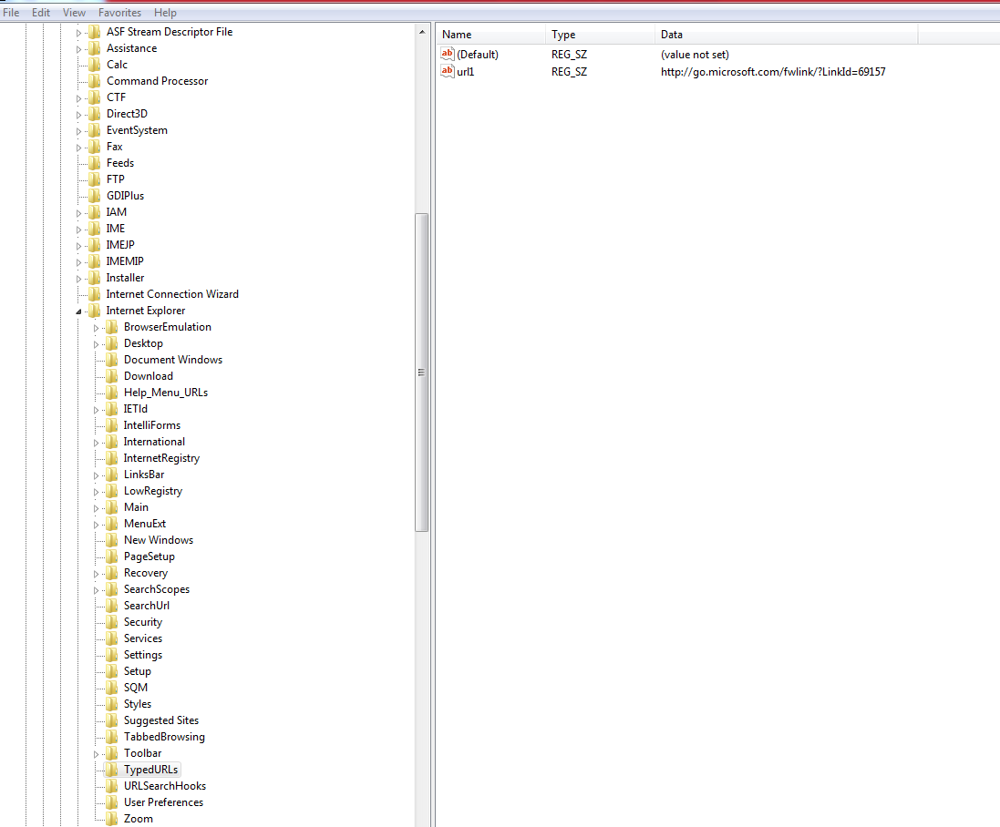 File Edit View Favorites Help
ASF Stream Descriptor File
Assistance
Calc
Command Processor
CTF
Direct3D
EventSystem
Fax
Feeds
FTP
GDIPlus
IAM
IME
IMEJP
IMEMIP
Installer
Internet Connection Wizard
Internet Explorer
BrowserEmulation
Desktop
Document Windows
Download
Help_Menu_URLs
IETld
IntelliForms
International
InternetRegistry
LinksBar
LowRegistry
Main
MenuExt
New Windows
PageSetup
Recovery
SearchScopes
SearchUrl
Security
Services
Settings
Setup
SQM
Styles
Suggested Sites
TabbedBrowsing
Toolbar
TypedURLs
URLSearchHooks
User Preferences
Zoom
Name Type Data
ab (Default) REG_SZ (value not set)
ab url1 REG_SZ http://go.microsoft.com/fwlink/?LinkId=69157